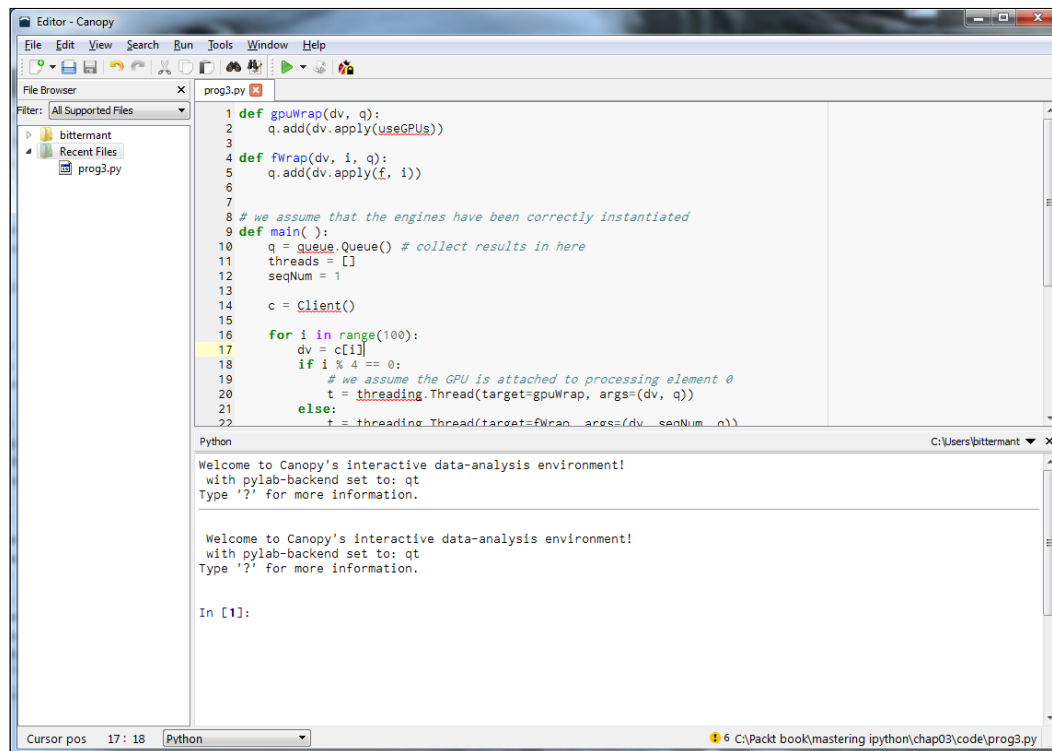 Editor - Canopy
File Edit View Search Run Tools Window Help
File Browser
Filter: All Supported Files
bittermant
Recent Files
prog3.py
prog3.py
1 def gpuWrap(dv, q):
2     q.add(dv.apply(useGPUs))
3
4 def fWrap(dv, i, q):
5     q.add(dv.apply(f, i))
6
7
8 # we assume that the engines have been correctly instantiated
9 def main( ):
10     q = queue.Queue() # collect results in here
11     threads = []
12     seqNum = 1
13
14     c = Client()
15
16     for i in range(100):
17         dv = c[i]
18         if i % 4 == 0:
19             # we assume the GPU is attached to processing element 0
20             t = threading.Thread(target=gpuWrap, args=(dv, q))
21         else:
22             t = threading.Thread(target=fWrap, args=(dv, seqNum, q))
Python C:\Users\bittermant
Welcome to Canopy's interactive data-analysis environment!
 with pylab-backend set to: qt
Type '?' for more information.
Welcome to Canopy's interactive data-analysis environment!
 with pylab-backend set to: qt
Type '?' for more information.
In [1]:
Cursor pos 17 : 18 Python 6 C:\Packt book\mastering ipython\chap03\code\prog3.py